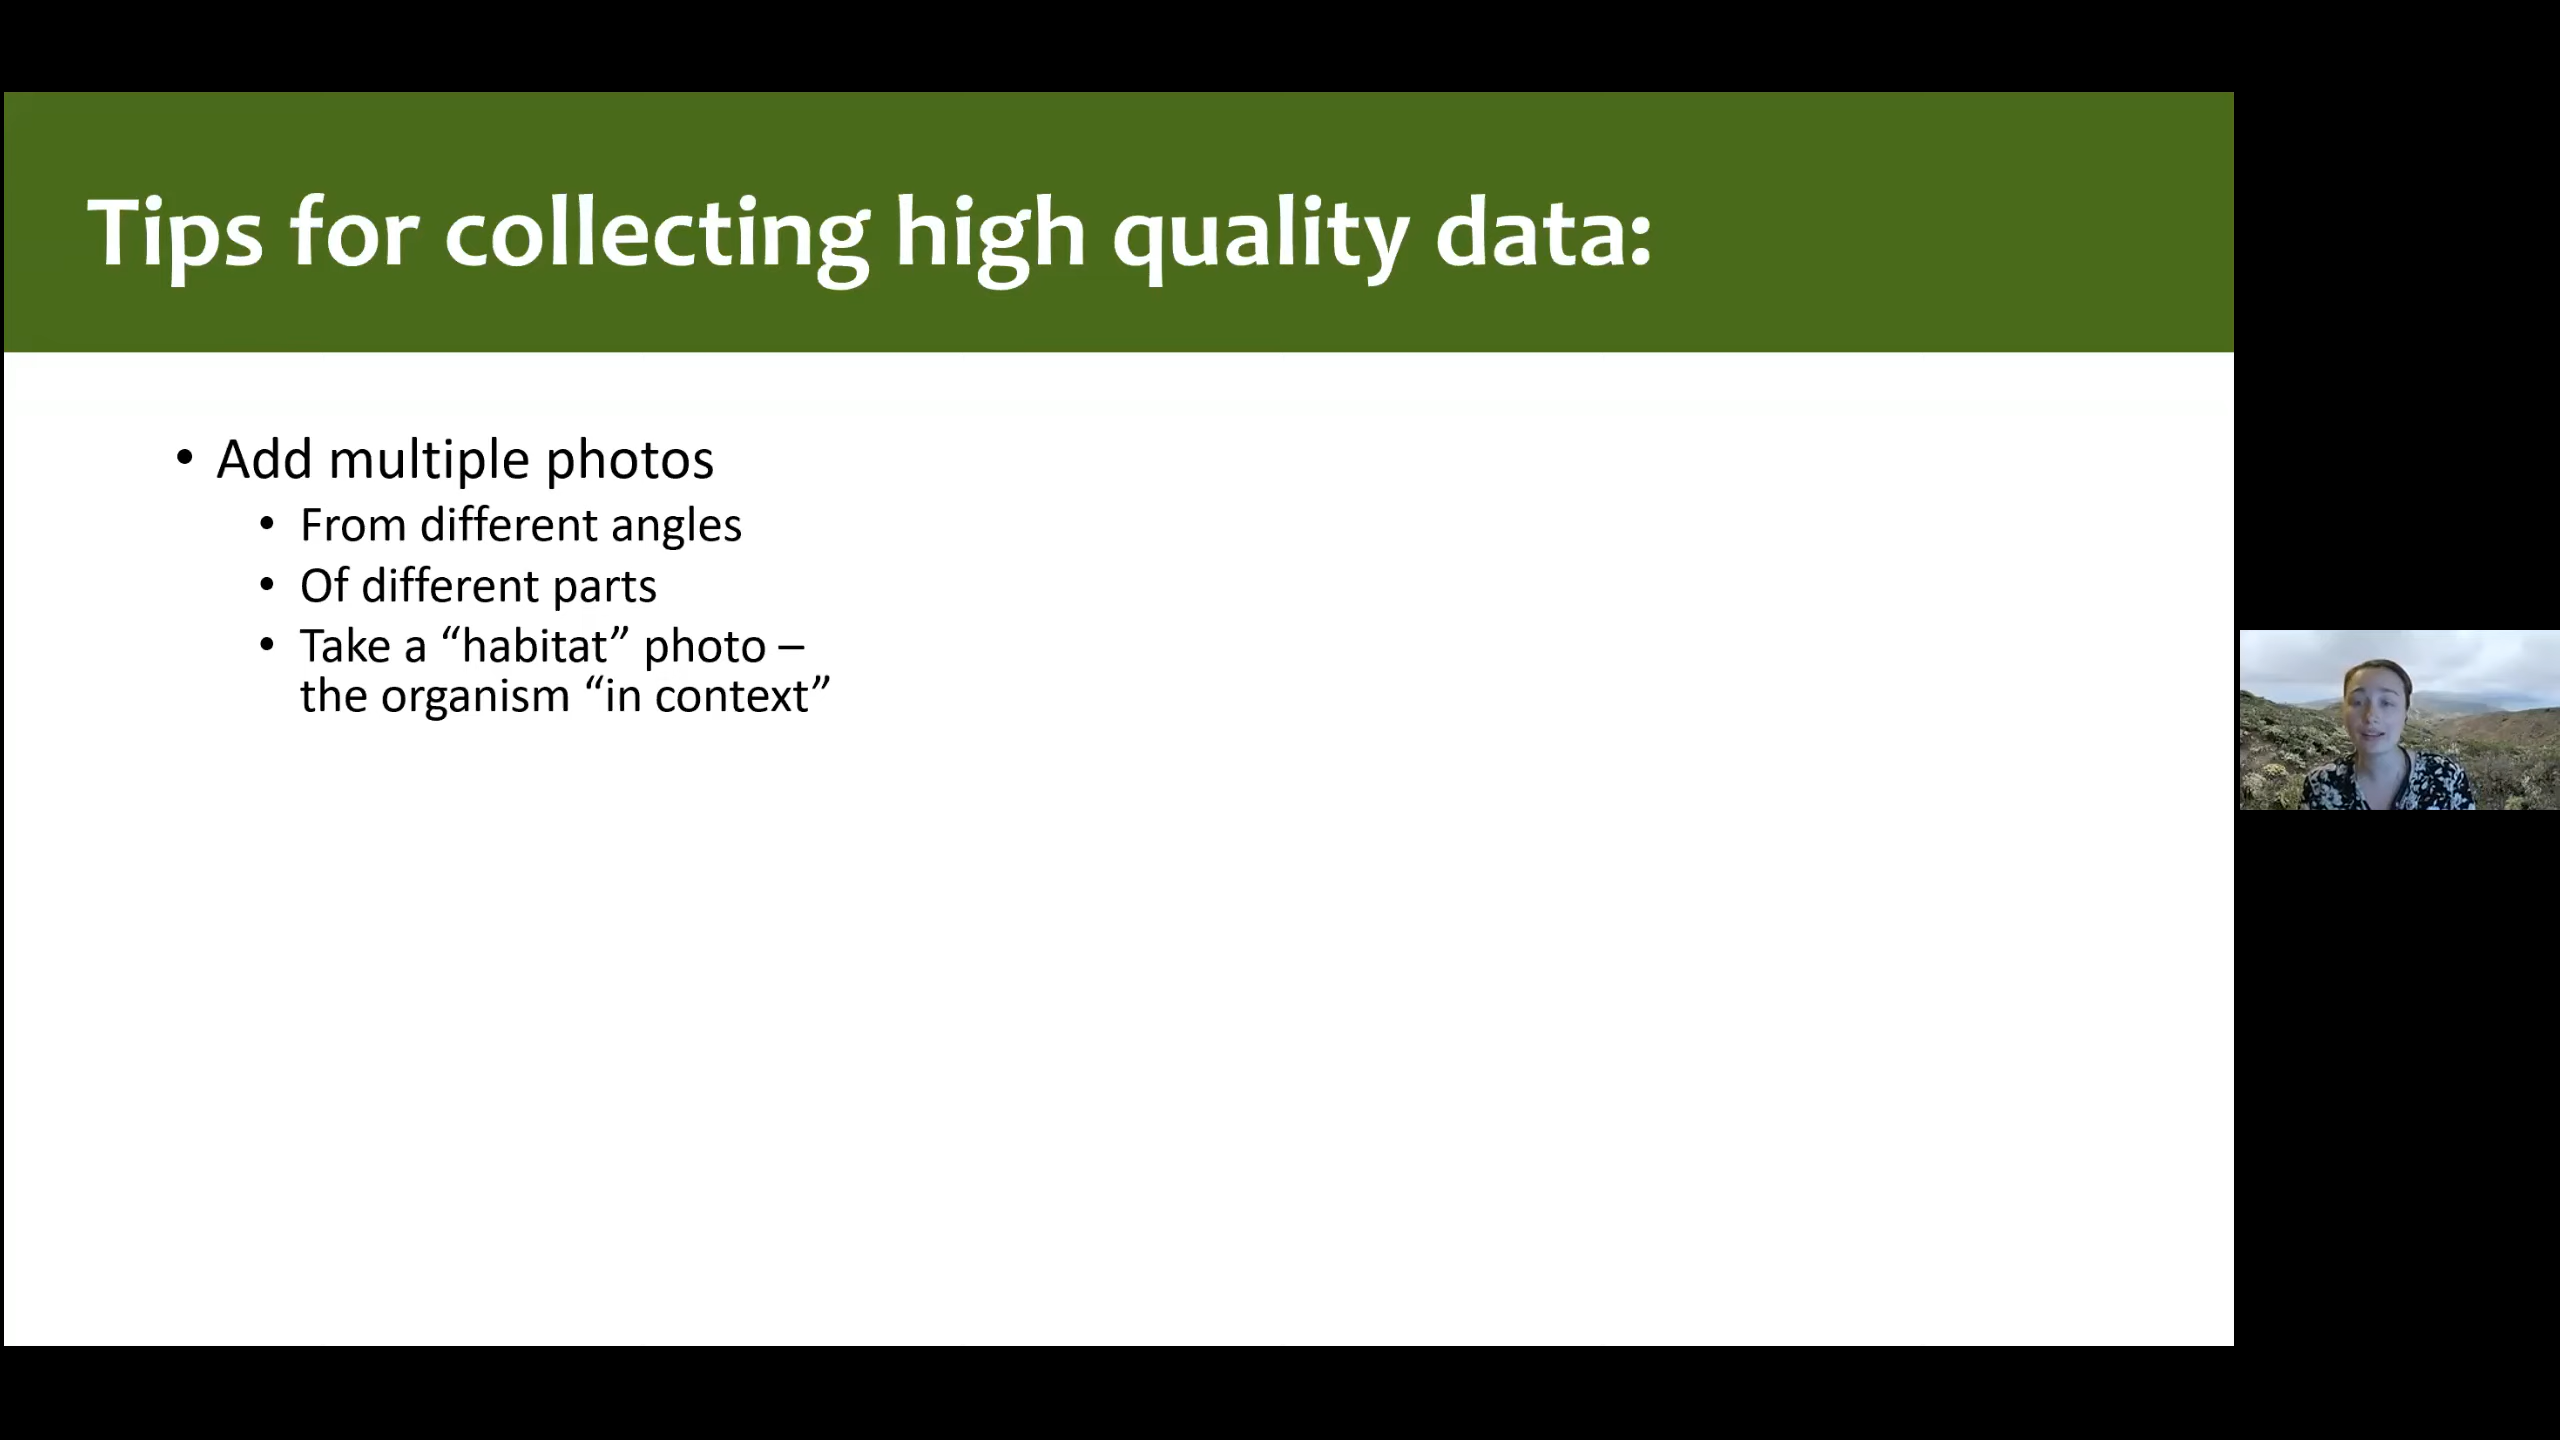 Tips for collecting high quality data:
• Add multiple photos
• From different angles
• Of different parts
• Take a “habitat” photo –
the organism “in context”